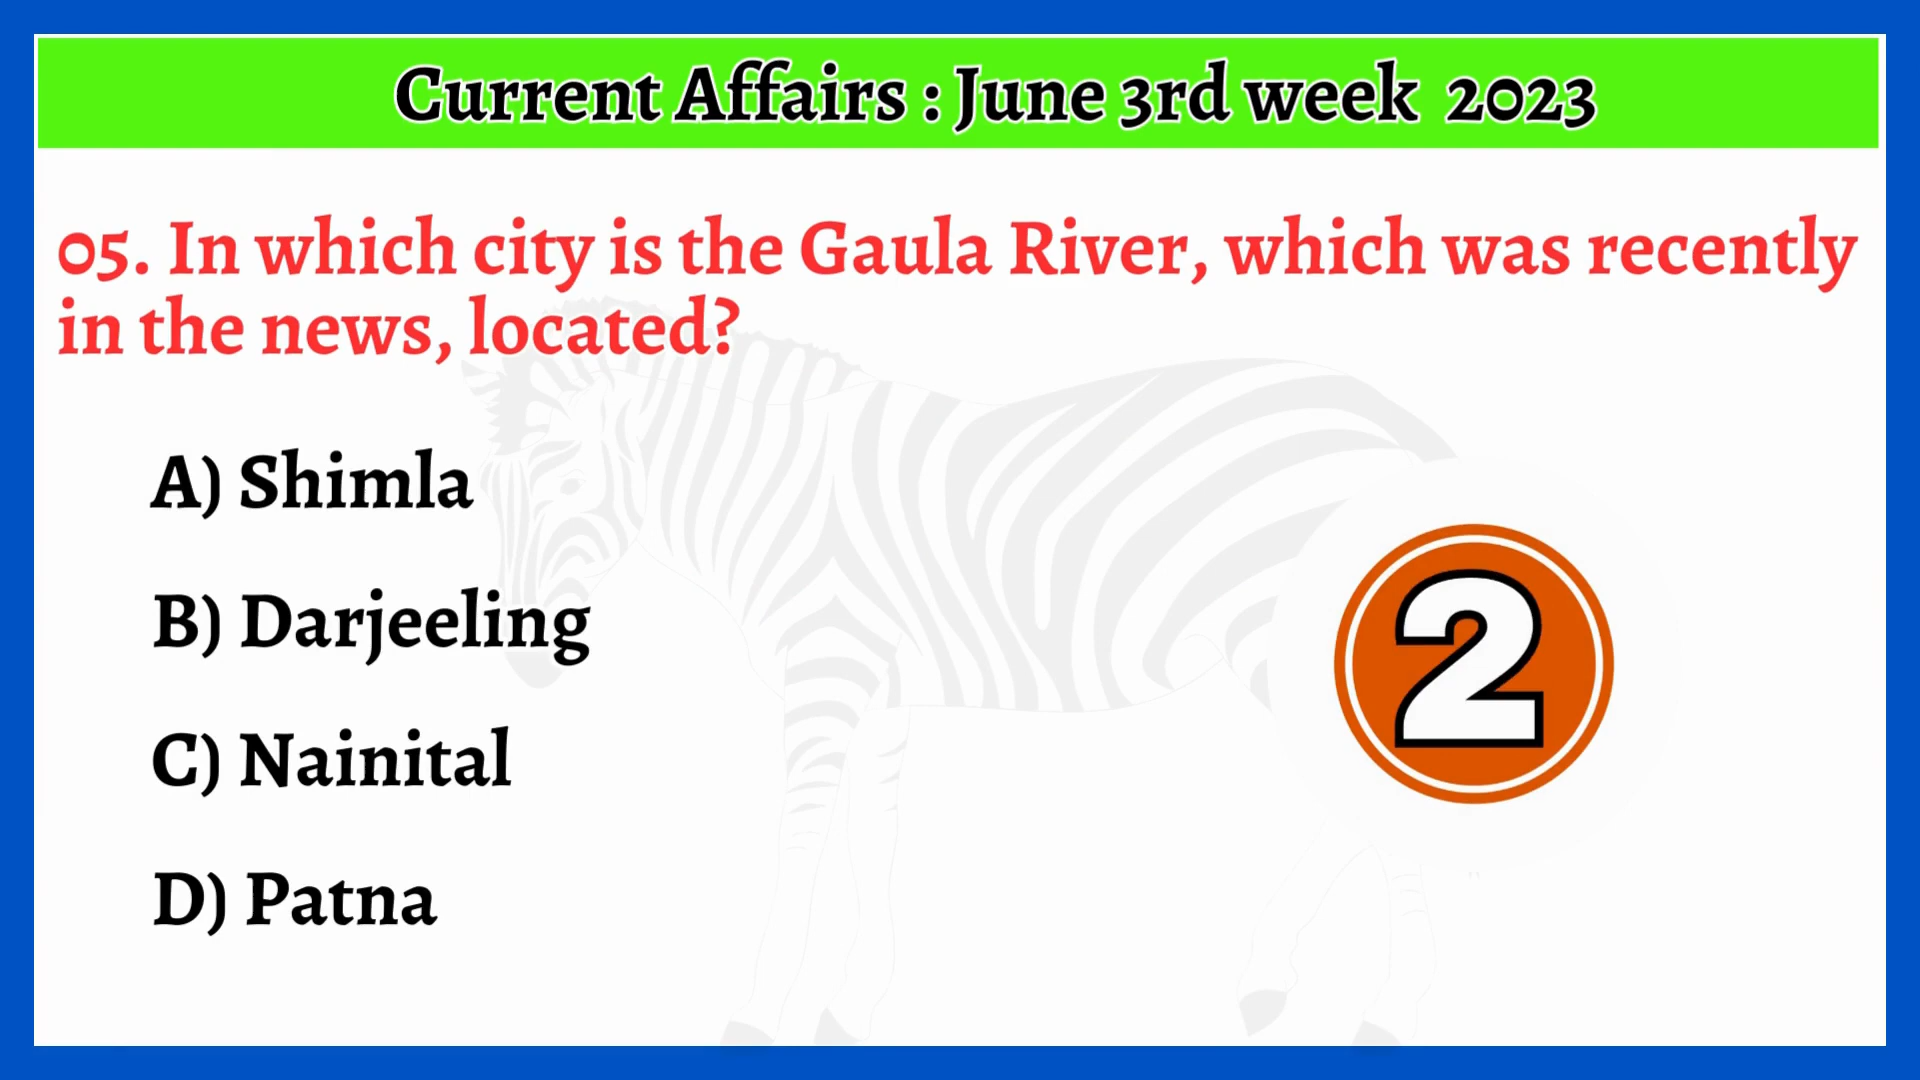 Current Affairs : June 3rd week 2023
05. In which city is the Gaula River, which was recently
in the news, located?
A) Shimla
B) Darjeeling
C) Nainital
D) Patna
2